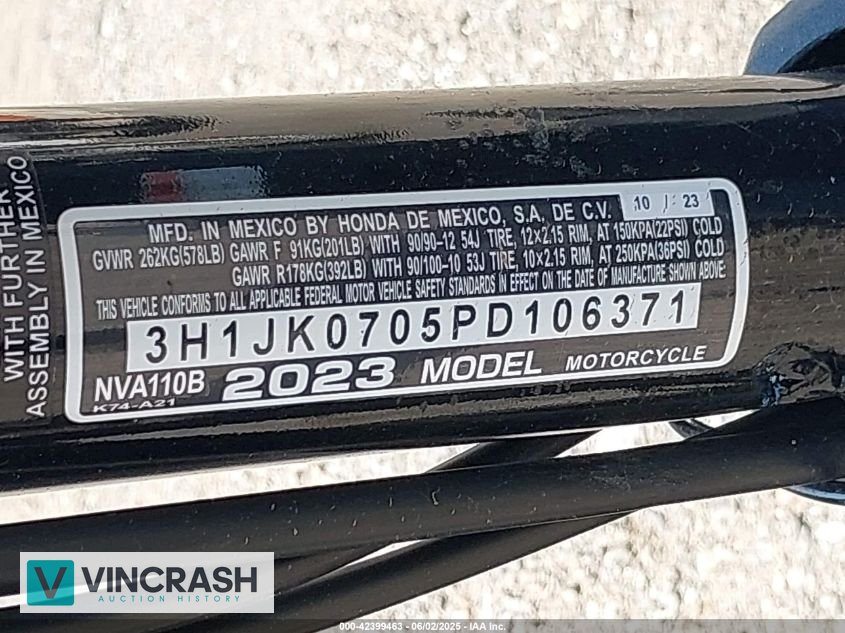 WITH FURTHER
ASSEMBLY IN MEXICO
10 / 23
MFD. IN MEXICO BY HONDA DE MEXICO, S.A. DE C.V.
GVWR 262KG(578LB) GAWR F 91KG(201LB) WITH 90/90-12 54J TIRE, 12×2.15 RIM, AT 150KPA(22PSI) COLD
GAWR R178KG(392LB) WITH 90/100-10 53J TIRE, 10×2.15 RIM, AT 250KPA(36PSI) COLD
THIS VEHICLE CONFORMS TO ALL APPLICABLE FEDERAL MOTOR VEHICLE SAFETY STANDARDS IN EFFECT ON THE DATE OF MANUFACTURE SHOWN ABOVE:
3H1JK0705PD106371
NVA110B 2023 MODEL MOTORCYCLE
K74-A21
V VINCRASH
AUCTION HISTORY
000-42399463 - 06/02/2025 - IAA Inc.